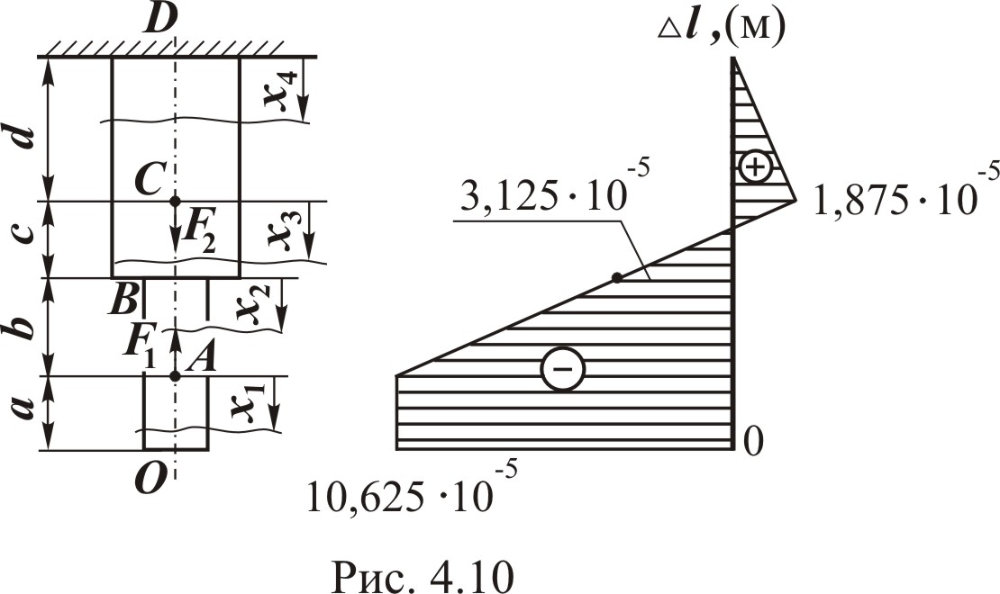 D
Δl ,(м)
x4
d
C
F2
3,125 · 10-5
1,875 · 10-5
c
x3
B
x2
b
F1
A
a
x1
0
O
10,625 · 10-5
Рис. 4.10